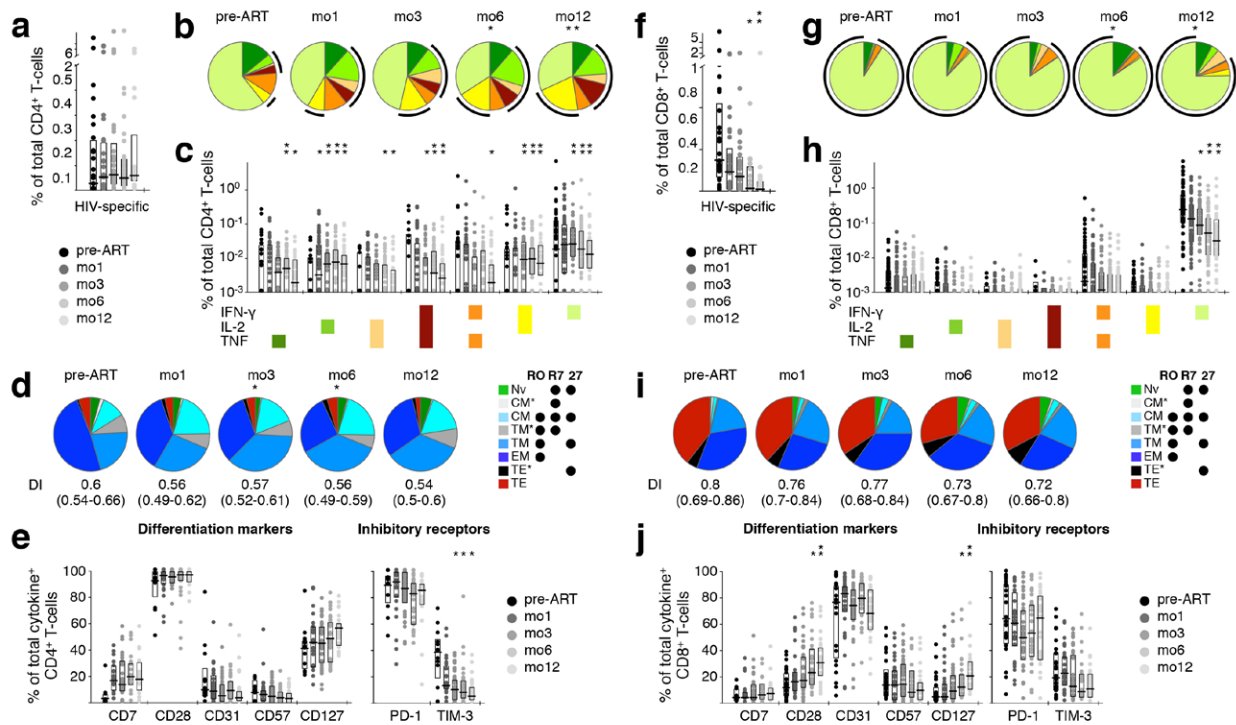 a
% of total CD4+ T-cells
6
2
2
0.5
0.4
0.3
0.2
0.1
HIV-specific
pre-ART
mo1
mo3
mo6
mo12
b
pre-ART mo1 mo3 mo6 mo12
* **
c
% of total CD4+ T-cells
10⁰
10-1
10-2
10-3
IFN-γ
IL-2
TNF
d
pre-ART mo1 mo3 mo6 mo12
* *
RO R7 27
Nv
CM*
CM
TM*
TM
EM
TE*
TE
DI 0.6 0.56 0.57 0.56 0.54
(0.54-0.66) (0.49-0.62) (0.52-0.61) (0.49-0.59) (0.5-0.6)
e
Differentiation markers Inhibitory receptors
* * *
% of total cytokine+
CD4+ T-cells
100
80
60
40
20
CD7 CD28 CD31 CD57 CD127 PD-1 TIM-3
pre-ART
mo1
mo3
mo6
mo12
f
% of total CD8+ T-cells
5
2
1
0.8
0.6
0.4
0.2
HIV-specific
pre-ART
mo1
mo3
mo6
mo12
g
pre-ART mo1 mo3 mo6 mo12
* *
h
% of total CD8+ T-cells
10⁰
10-1
10-2
10-3
IFN-γ
IL-2
TNF
i
pre-ART mo1 mo3 mo6 mo12
RO R7 27
Nv
CM*
CM
TM*
TM
EM
TE*
TE
DI 0.8 0.76 0.77 0.73 0.72
(0.69-0.86) (0.7-0.84) (0.68-0.84) (0.67-0.8) (0.66-0.8)
j
Differentiation markers Inhibitory receptors
% of total cytokine+
CD8+ T-cells
100
80
60
40
20
CD7 CD28 CD31 CD57 CD127 PD-1 TIM-3
pre-ART
mo1
mo3
mo6
mo12